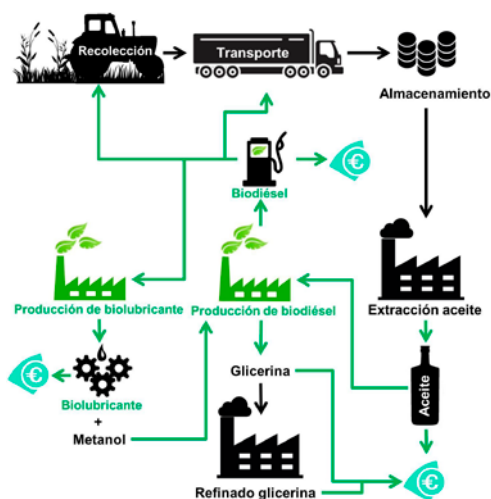 Recolección
Transporte
Almacenamiento
Biodiésel
€
Producción de biolubricante
Producción de biodiésel
Extracción aceite
€
Biolubricante
+
Metanol
Glicerina
Aceite
Refinado glicerina
€